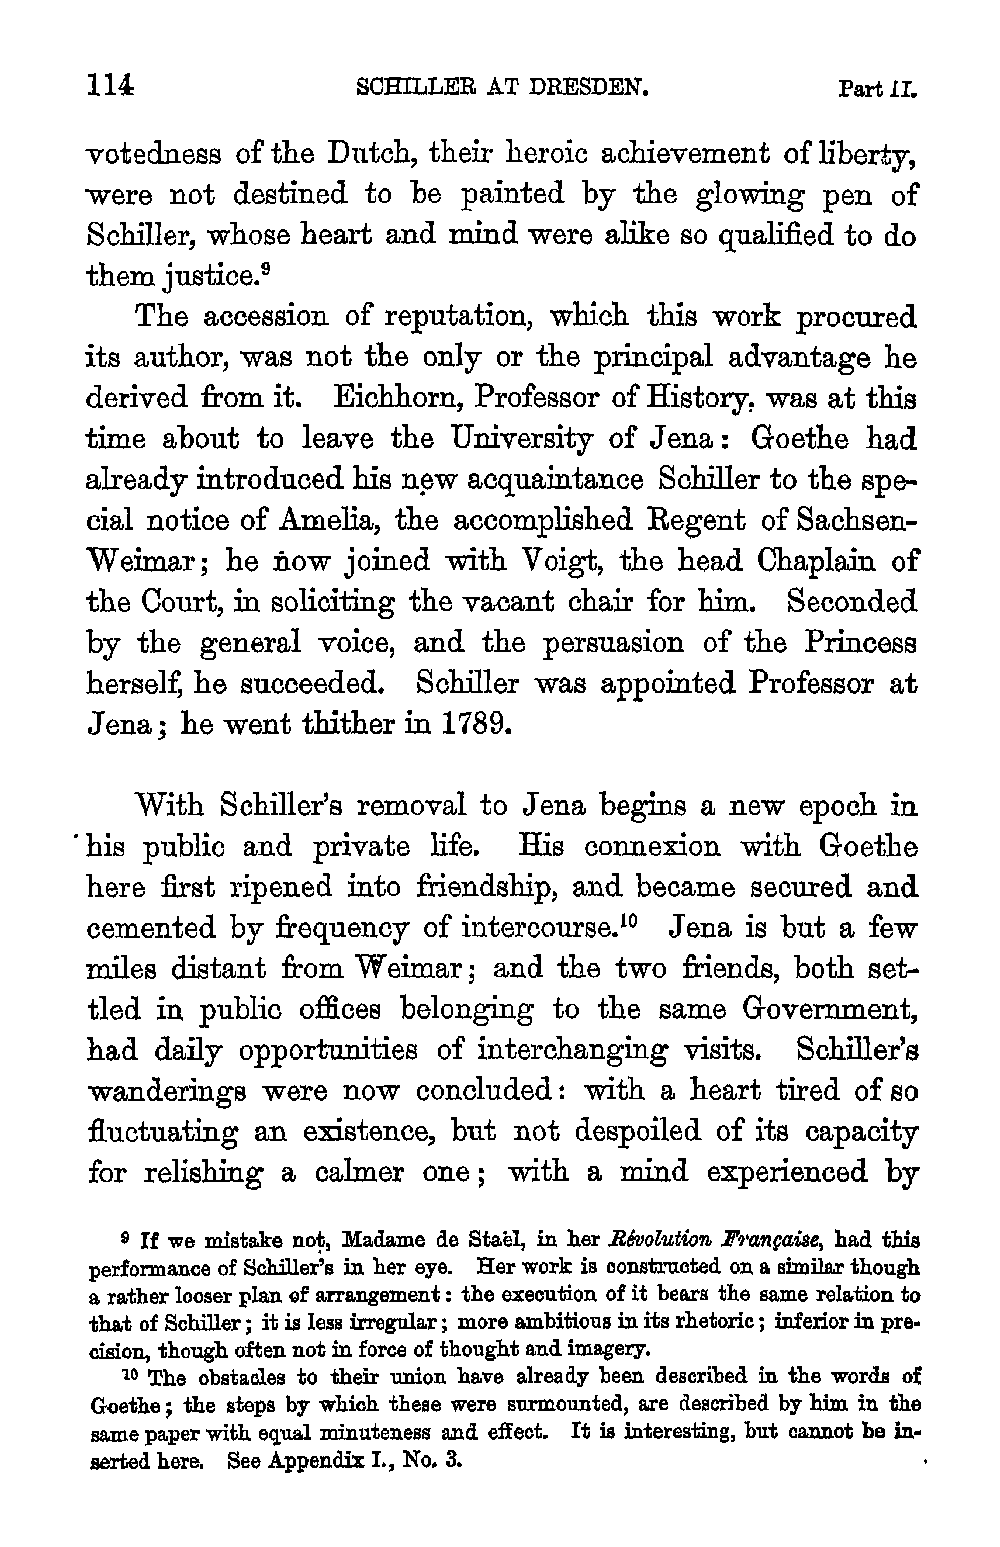 114 SCHILLER AT DRESDEN. Part II.
votedness of the Dutch, their heroic achievement of liberty,
were not destined to be painted by the glowing pen of
Schiller, whose heart and mind were alike so qualified to do
them justice.⁹
The accession of reputation, which this work procured
its author, was not the only or the principal advantage he
derived from it. Eichhorn, Professor of History, was at this
time about to leave the University of Jena: Goethe had
already introduced his new acquaintance Schiller to the spe-
cial notice of Amelia, the accomplished Regent of Sachsen-
Weimar; he now joined with Voigt, the head Chaplain of
the Court, in soliciting the vacant chair for him. Seconded
by the general voice, and the persuasion of the Princess
herself, he succeeded. Schiller was appointed Professor at
Jena; he went thither in 1789.
With Schiller's removal to Jena begins a new epoch in
his public and private life. His connexion with Goethe
here first ripened into friendship, and became secured and
cemented by frequency of intercourse.¹⁰ Jena is but a few
miles distant from Weimar; and the two friends, both set-
tled in public offices belonging to the same Government,
had daily opportunities of interchanging visits. Schiller's
wanderings were now concluded: with a heart tired of so
fluctuating an existence, but not despoiled of its capacity
for relishing a calmer one; with a mind experienced by
⁹ If we mistake not, Madame de Staël, in her Révolution Française, had this
performance of Schiller's in her eye. Her work is constructed on a similar though
a rather looser plan of arrangement: the execution of it bears the same relation to
that of Schiller; it is less irregular; more ambitious in its rhetoric; inferior in pre-
cision, though often not in force of thought and imagery.
¹⁰ The obstacles to their union have already been described in the words of
Goethe; the steps by which these were surmounted, are described by him in the
same paper with equal minuteness and effect. It is interesting, but cannot be in-
serted here. See Appendix I., No. 3.